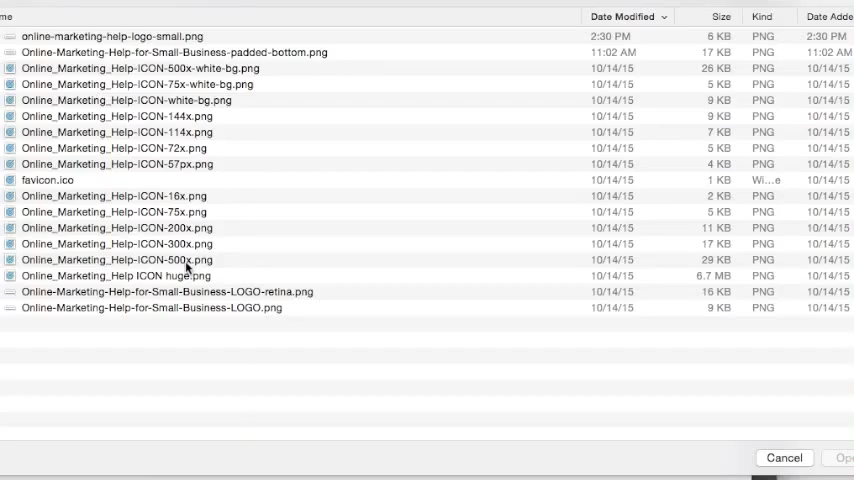 me Date Modified Size Kind Date Adde
online-marketing-help-logo-small.png 2:30 PM 6 KB PNG 2:30 PM
Online-Marketing-Help-for-Small-Business-padded-bottom.png 11:02 AM 17 KB PNG 11:02 AM
Online_Marketing_Help-ICON-500x-white-bg.png 10/14/15 26 KB PNG 10/14/15
Online_Marketing_Help-ICON-75x-white-bg.png 10/14/15 5 KB PNG 10/14/15
Online_Marketing_Help-ICON-white-bg.png 10/14/15 9 KB PNG 10/14/15
Online_Marketing_Help-ICON-144x.png 10/14/15 9 KB PNG 10/14/15
Online_Marketing_Help-ICON-114x.png 10/14/15 7 KB PNG 10/14/15
Online_Marketing_Help-ICON-72x.png 10/14/15 5 KB PNG 10/14/15
Online_Marketing_Help-ICON-57px.png 10/14/15 4 KB PNG 10/14/15
favicon.ico 10/14/15 1 KB Wi...e 10/14/15
Online_Marketing_Help-ICON-16x.png 10/14/15 2 KB PNG 10/14/15
Online_Marketing_Help-ICON-75x.png 10/14/15 5 KB PNG 10/14/15
Online_Marketing_Help-ICON-200x.png 10/14/15 11 KB PNG 10/14/15
Online_Marketing_Help-ICON-300x.png 10/14/15 17 KB PNG 10/14/15
Online_Marketing_Help-ICON-500x.png 10/14/15 29 KB PNG 10/14/15
Online_Marketing_Help ICON huge.png 10/14/15 6.7 MB PNG 10/14/15
Online-Marketing-Help-for-Small-Business-LOGO-retina.png 10/14/15 16 KB PNG 10/14/15
Online-Marketing-Help-for-Small-Business-LOGO.png 10/14/15 9 KB PNG 10/14/15
Cancel Ope